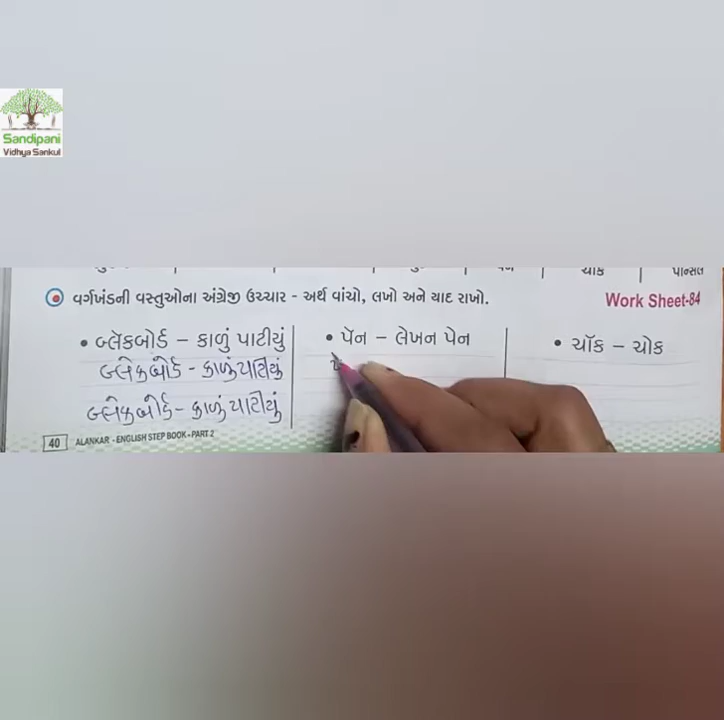 Sandipani
Vidhya Sankul
ચોક
પેન્સિલ
વર્ગખંડની વસ્તુઓના અંગ્રેજી ઉચ્ચાર - અર્થ વાંચો, લખો અને યાદ રાખો.
Work Sheet-84
• બ્લૅકબોર્ડ – કાળું પાટીયું
બ્લેકબોર્ડ - કાળું પાટીયું
બ્લેકબોર્ડ - કાળું પાટીયું
• પૅન – લેખન પેન
• ચૉક – ચોક
40 ALANKAR - ENGLISH STEP BOOK - PART 2